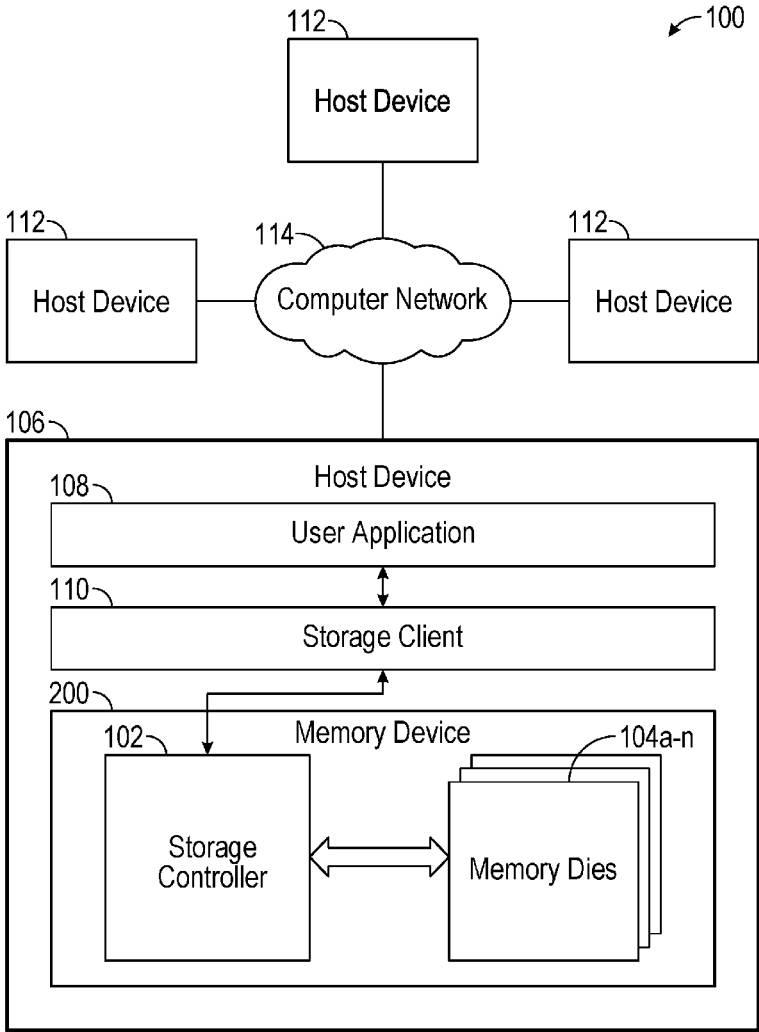 112
100
Host Device
112
114
112
Host Device
Computer Network
Host Device
106
Host Device
108
User Application
110
Storage Client
200
Memory Device
102
104a-n
Storage
Controller
Memory Dies